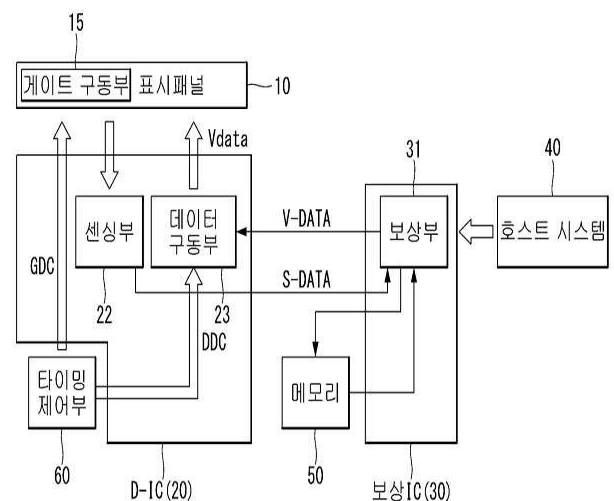 15
게이트 구동부 표시패널
10
Vdata
31
40
센싱부
데이터
구동부
V-DATA
보상부
호스트 시스템
GDC
22
23
S-DATA
DDC
타이밍
제어부
메모리
60
50
D-IC(20)
보상IC(30)